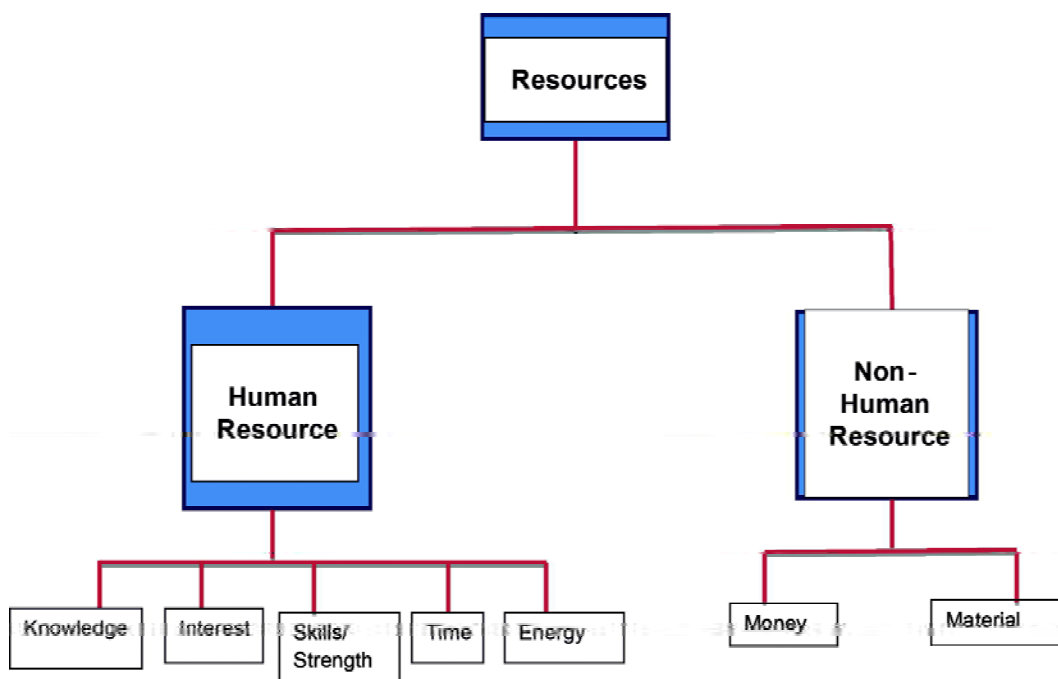 Resources
Human
Resource
Non-
Human
Resource
Knowledge
Interest
Skills/
Strength
Time
Energy
Money
Material